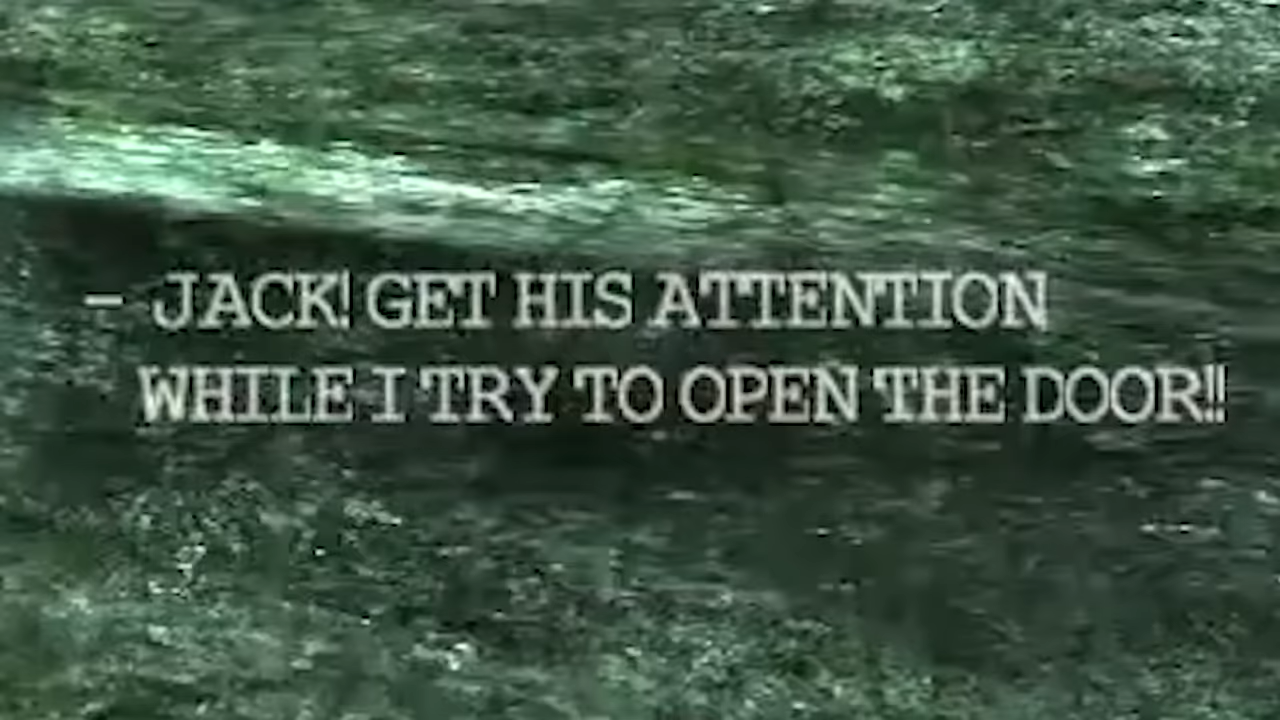 – JACK! GET HIS ATTENTION
WHILE I TRY TO OPEN THE DOOR!!